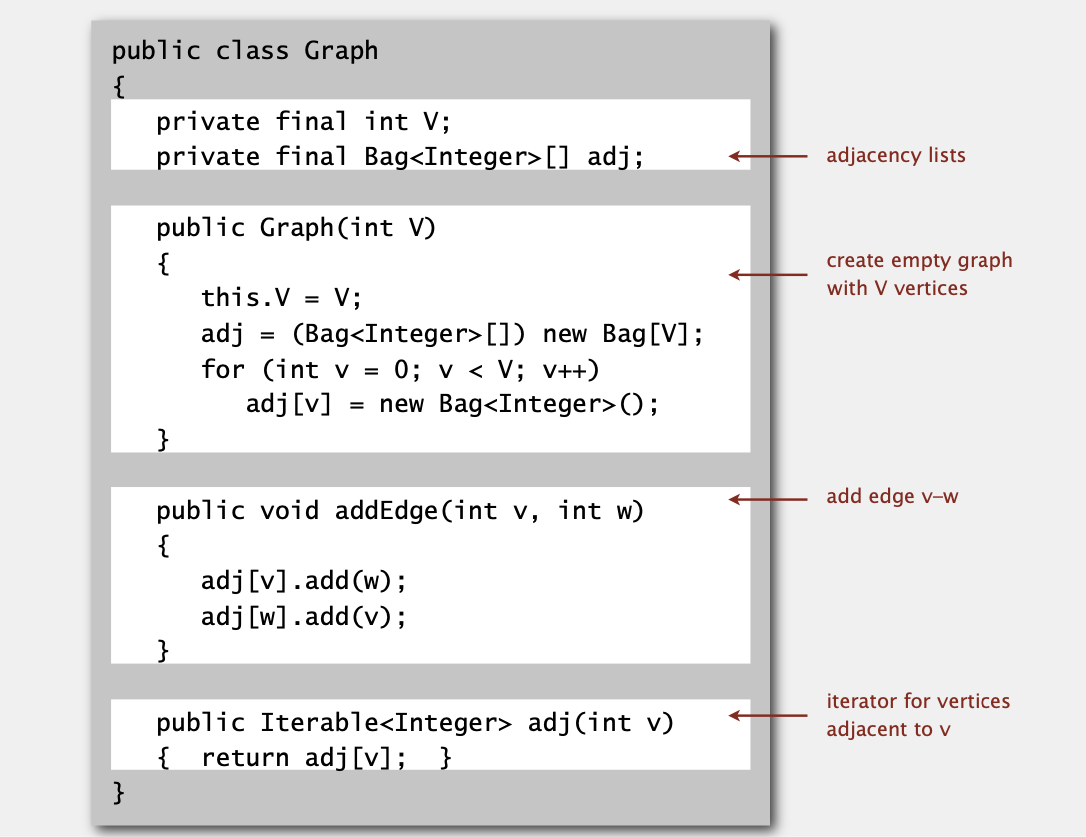 public class Graph
{
private final int V;
private final Bag<Integer>[] adj;
adjacency lists
public Graph(int V)
{
this.V = V;
adj = (Bag<Integer>[]) new Bag[V];
for (int v = 0; v < V; v++)
adj[v] = new Bag<Integer>();
}
create empty graph
with V vertices
public void addEdge(int v, int w)
{
adj[v].add(w);
adj[w].add(v);
}
add edge v–w
public Iterable<Integer> adj(int v)
{ return adj[v]; }
iterator for vertices
adjacent to v
}